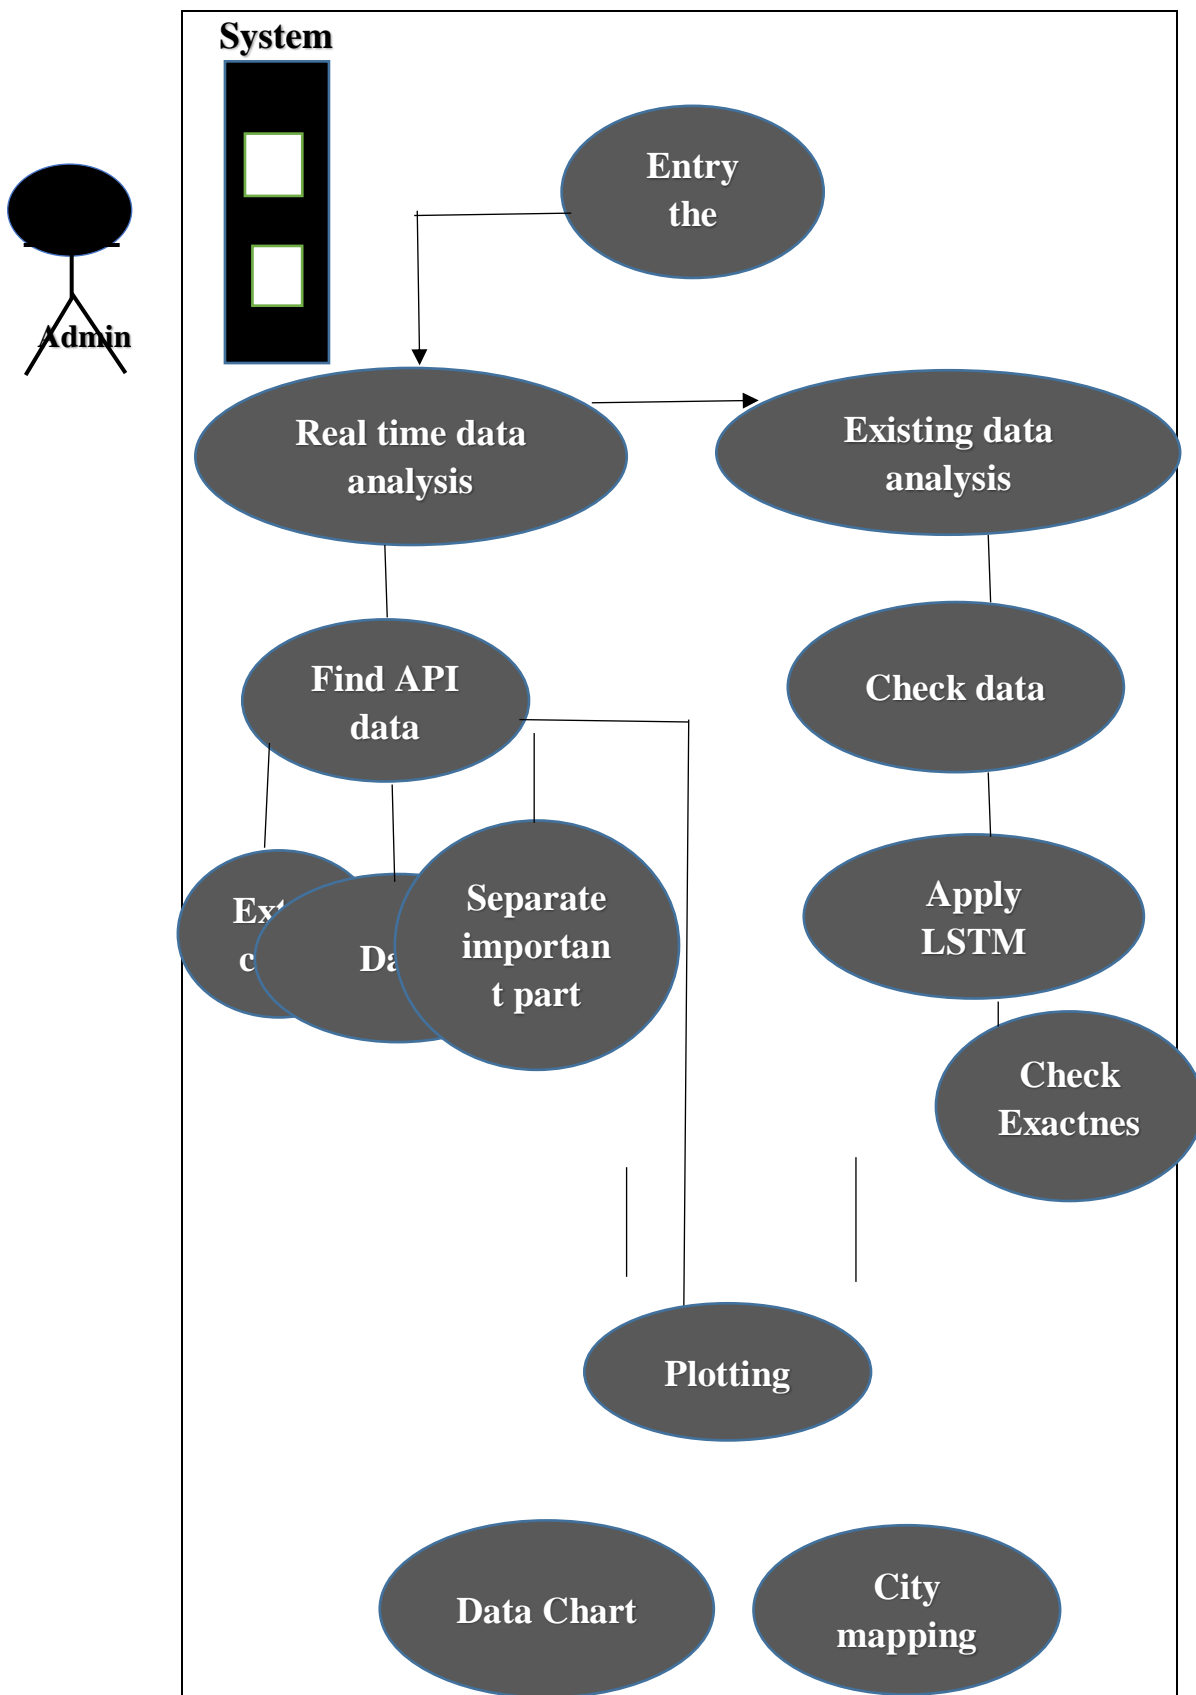 System
Entry
the
Admin
Real time data
analysis
Existing data
analysis
Find API
data
Check data
Separate
importan
t part
Apply
LSTM
Check
Exactnes
Plotting
Data Chart
City
mapping